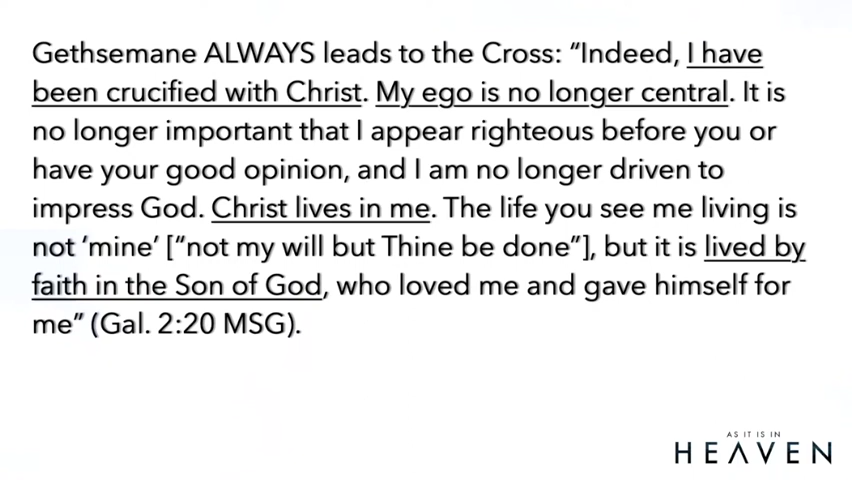 Gethsemane ALWAYS leads to the Cross: “Indeed, I have
been crucified with Christ. My ego is no longer central. It is
no longer important that I appear righteous before you or
have your good opinion, and I am no longer driven to
impress God. Christ lives in me. The life you see me living is
not ‘mine’ [“not my will but Thine be done”], but it is lived by
faith in the Son of God, who loved me and gave himself for
me” (Gal. 2:20 MSG).
AS IT IS IN
HEAVEN